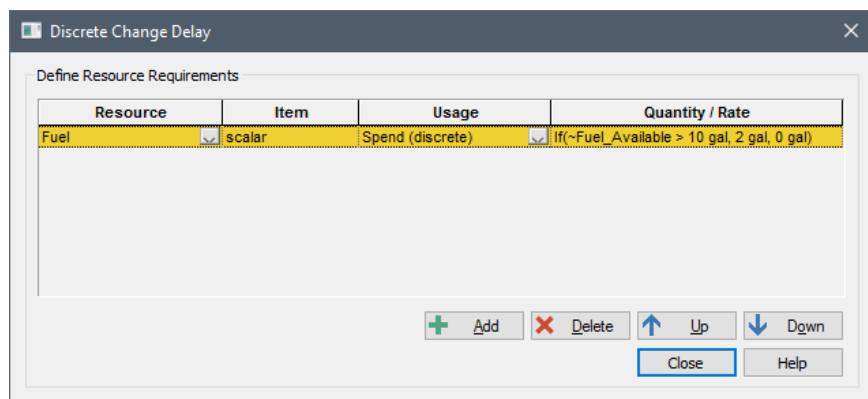 Discrete Change Delay
Define Resource Requirements
Resource Item Usage Quantity / Rate
Fuel scalar Spend (discrete) If(~Fuel_Available > 10 gal, 2 gal, 0 gal)
Add Delete Up Down
Close Help